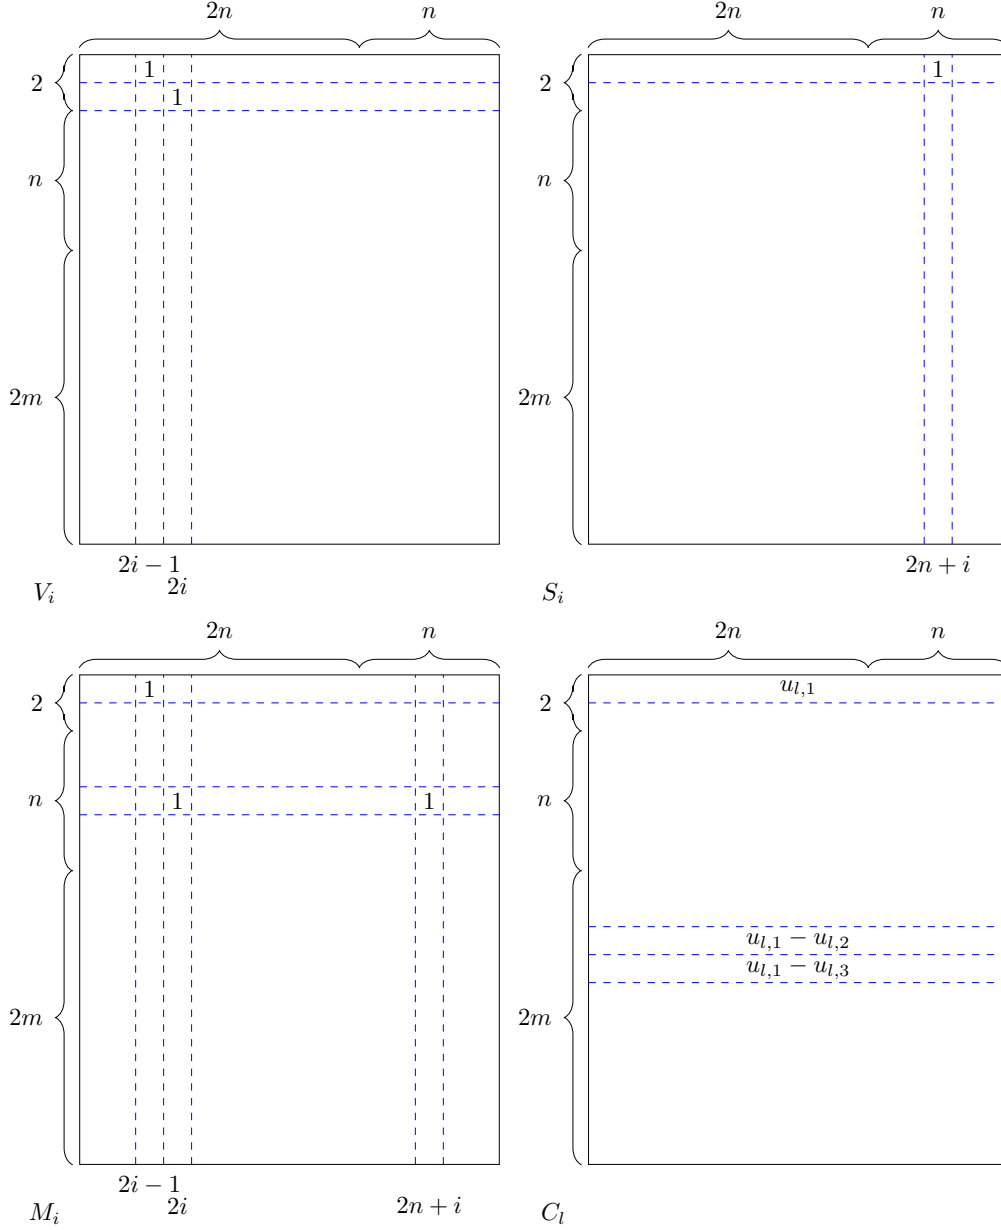 2n n 2n n
1 1
2 1 2
n n
2m 2m
2i − 1 2n + i
2i
V_i S_i
2n n 2n n
1 u_{l,1}
2 2
n 1 1 n
u_{l,1} − u_{l,2}
u_{l,1} − u_{l,3}
2m 2m
2i − 1
2i 2n + i
M_i C_l